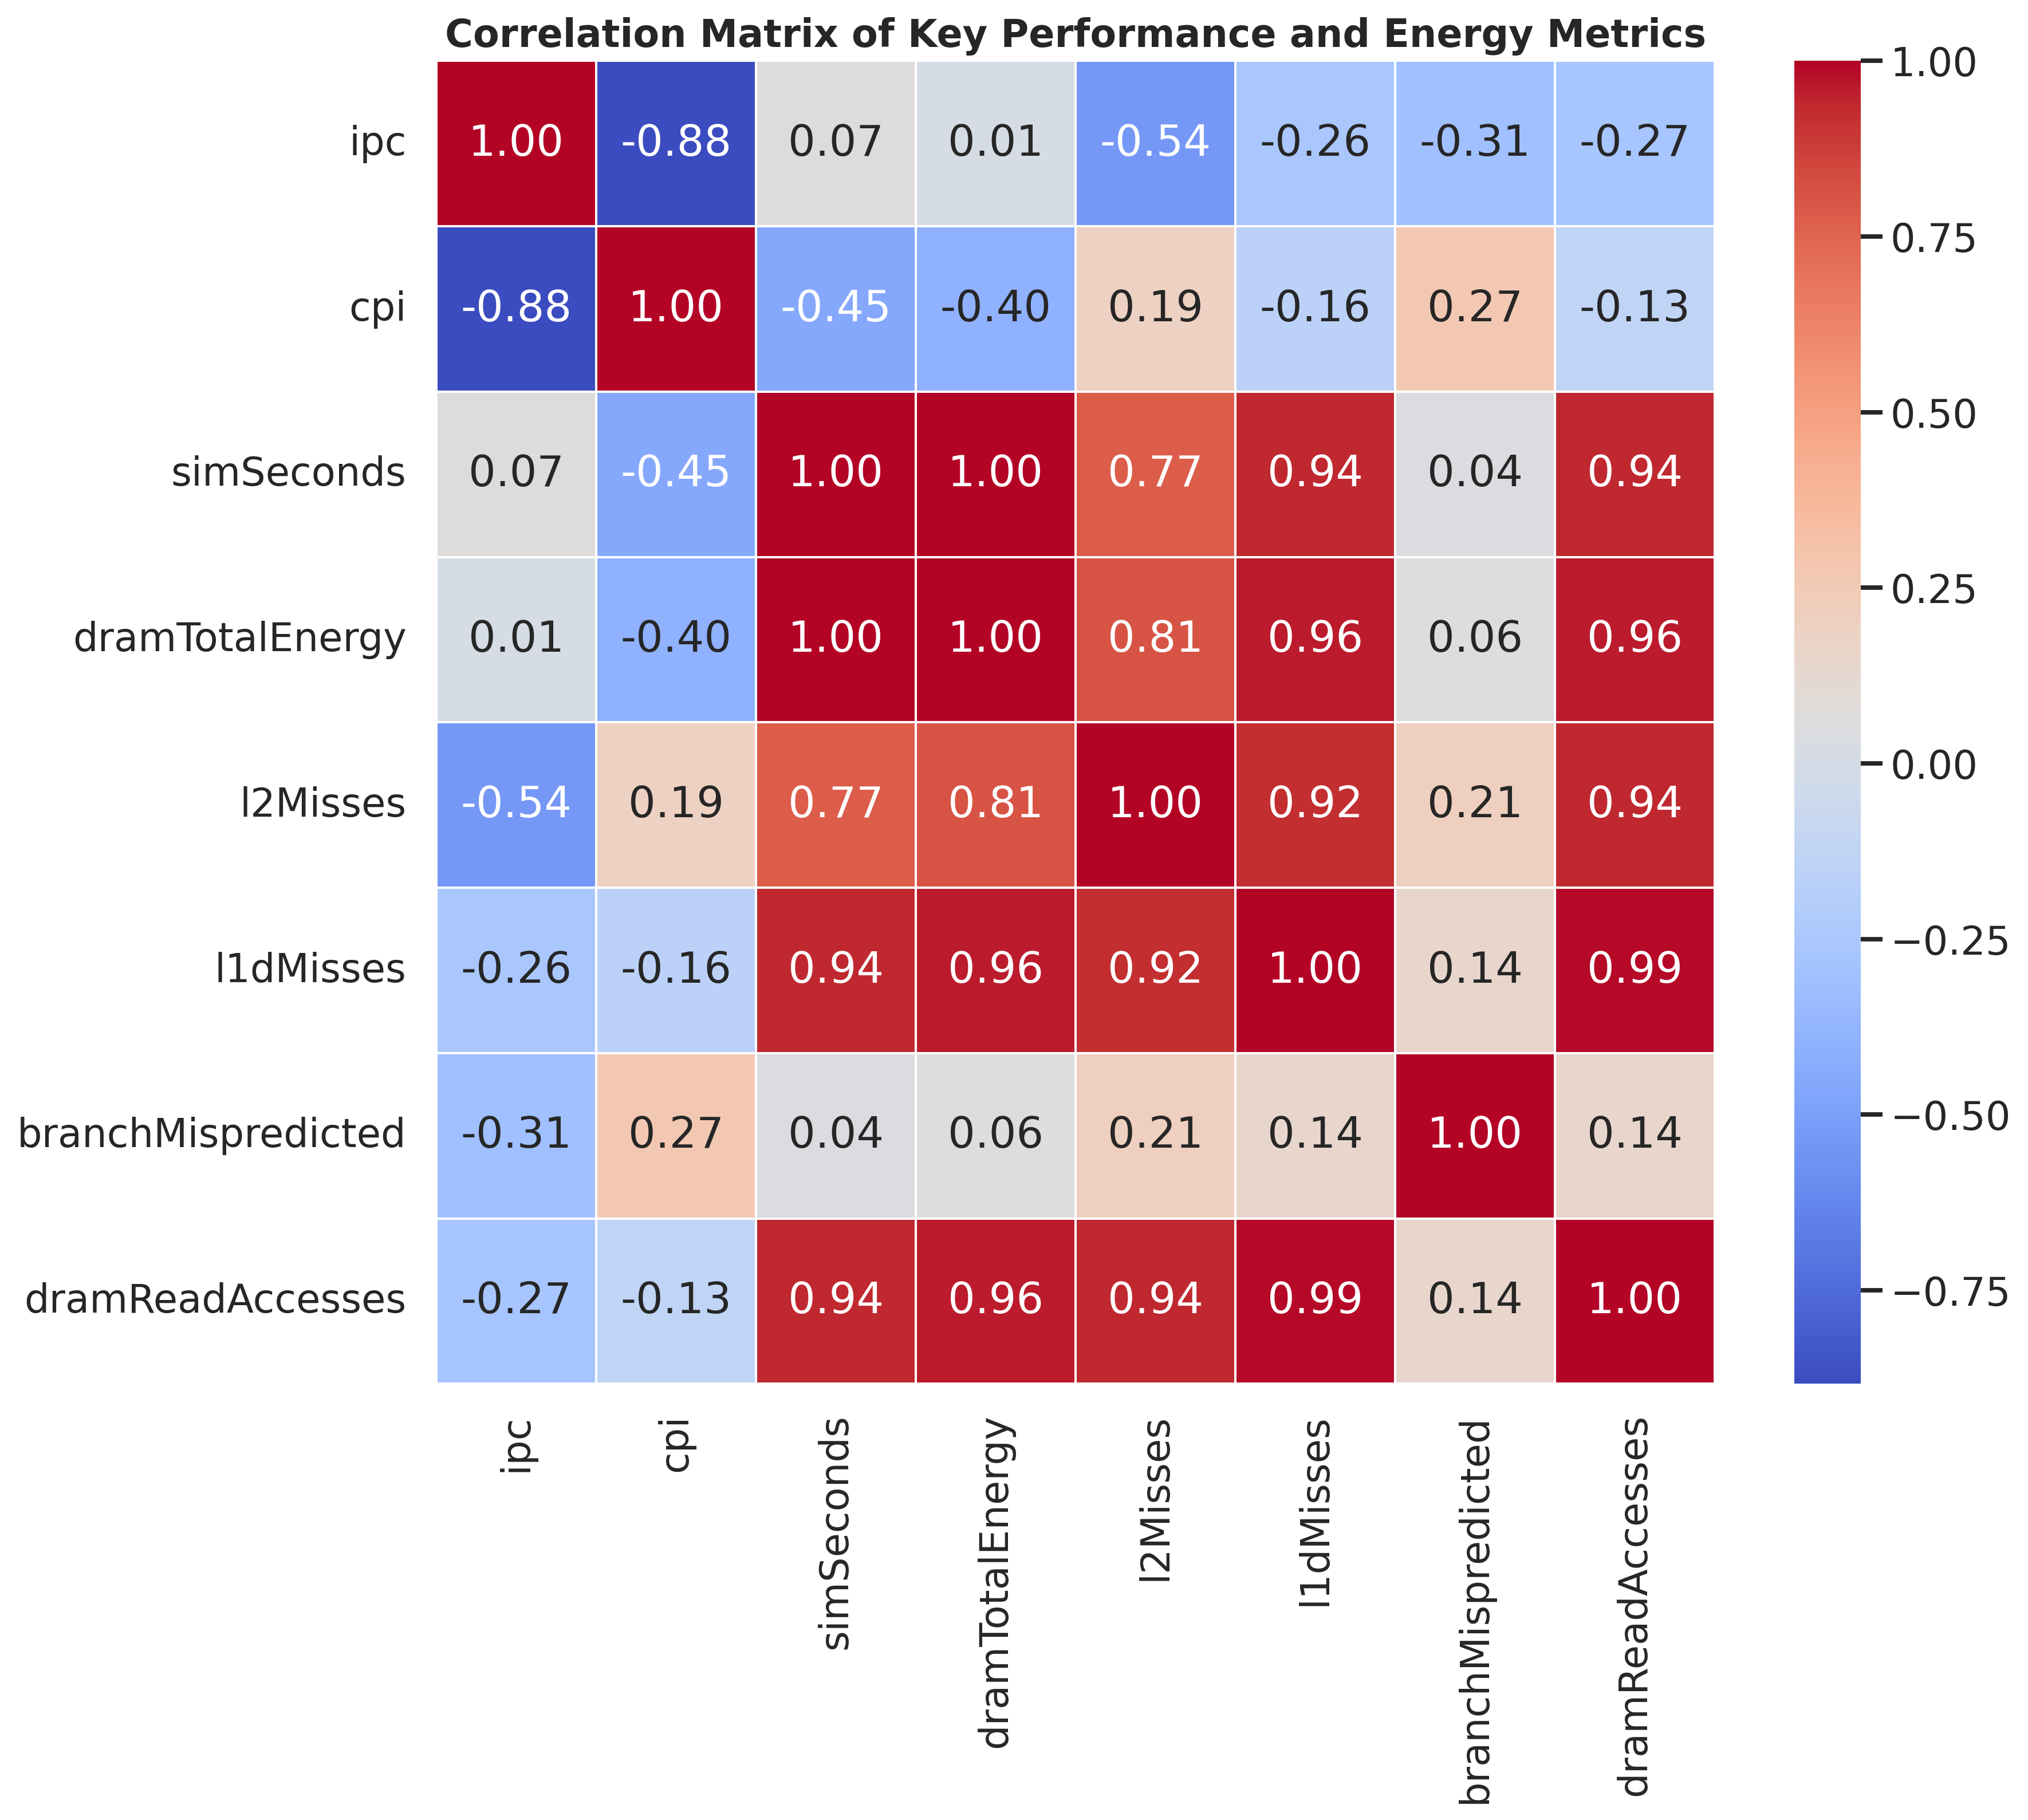 Correlation Matrix of Key Performance and Energy Metrics
ipc 1.00 -0.88 0.07 0.01 -0.54 -0.26 -0.31 -0.27
cpi -0.88 1.00 -0.45 -0.40 0.19 -0.16 0.27 -0.13
simSeconds 0.07 -0.45 1.00 1.00 0.77 0.94 0.04 0.94
dramTotalEnergy 0.01 -0.40 1.00 1.00 0.81 0.96 0.06 0.96
l2Misses -0.54 0.19 0.77 0.81 1.00 0.92 0.21 0.94
l1dMisses -0.26 -0.16 0.94 0.96 0.92 1.00 0.14 0.99
branchMispredicted -0.31 0.27 0.04 0.06 0.21 0.14 1.00 0.14
dramReadAccesses -0.27 -0.13 0.94 0.96 0.94 0.99 0.14 1.00
ipc
cpi
simSeconds
dramTotalEnergy
l2Misses
l1dMisses
branchMispredicted
dramReadAccesses
1.00
0.75
0.50
0.25
0.00
−0.25
−0.50
−0.75